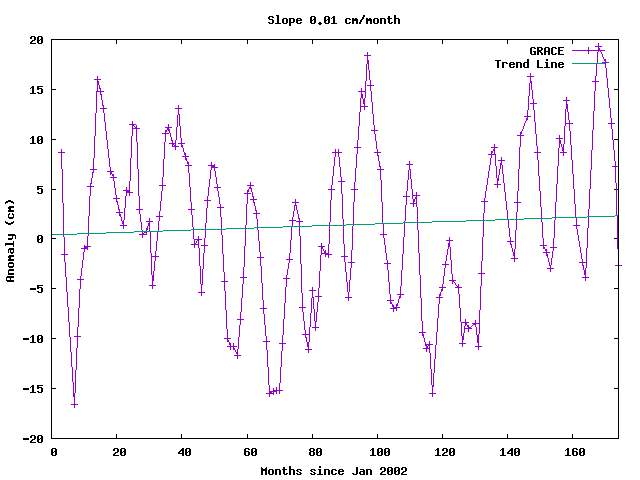 Slope 0.01 cm/month
GRACE
Trend Line
20
15
10
5
0
-5
-10
-15
-20
Anomaly (cm)
0 20 40 60 80 100 120 140 160
Months since Jan 2002